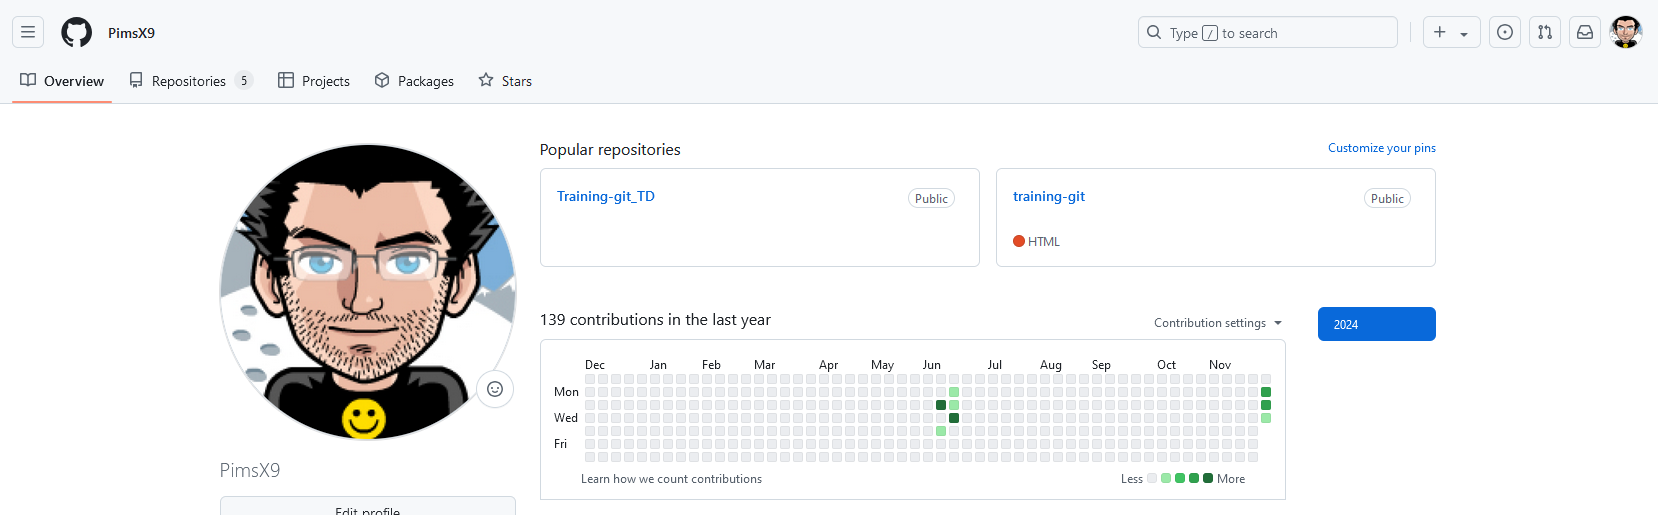 PimsX9
Type / to search
Overview Repositories 5 Projects Packages Stars
Popular repositories Customize your pins
Training-git_TD Public
training-git Public
HTML
139 contributions in the last year
Contribution settings
2024
Dec Jan Feb Mar Apr May Jun Jul Aug Sep Oct Nov
Mon
Wed
Fri
Learn how we count contributions
Less More
PimsX9
Edit profile